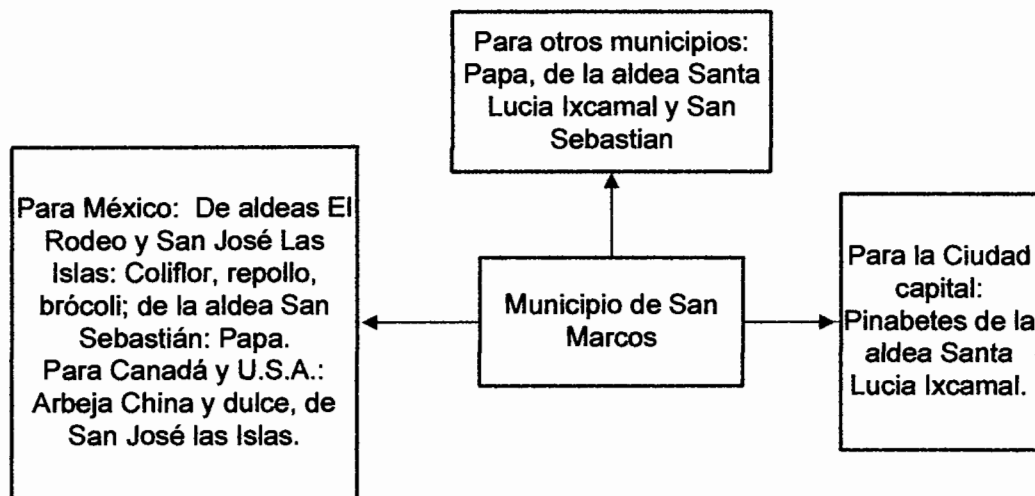 Para otros municipios:
Papa, de la aldea Santa
Lucia Ixcamal y San
Sebastian
Para México: De aldeas El
Rodeo y San José Las
Islas: Coliflor, repollo,
brócoli; de la aldea San
Sebastián: Papa.
Para Canadá y U.S.A.:
Arbeja China y dulce, de
San José las Islas.
Municipio de San
Marcos
Para la Ciudad
capital:
Pinabetes de la
aldea Santa
Lucia Ixcamal.